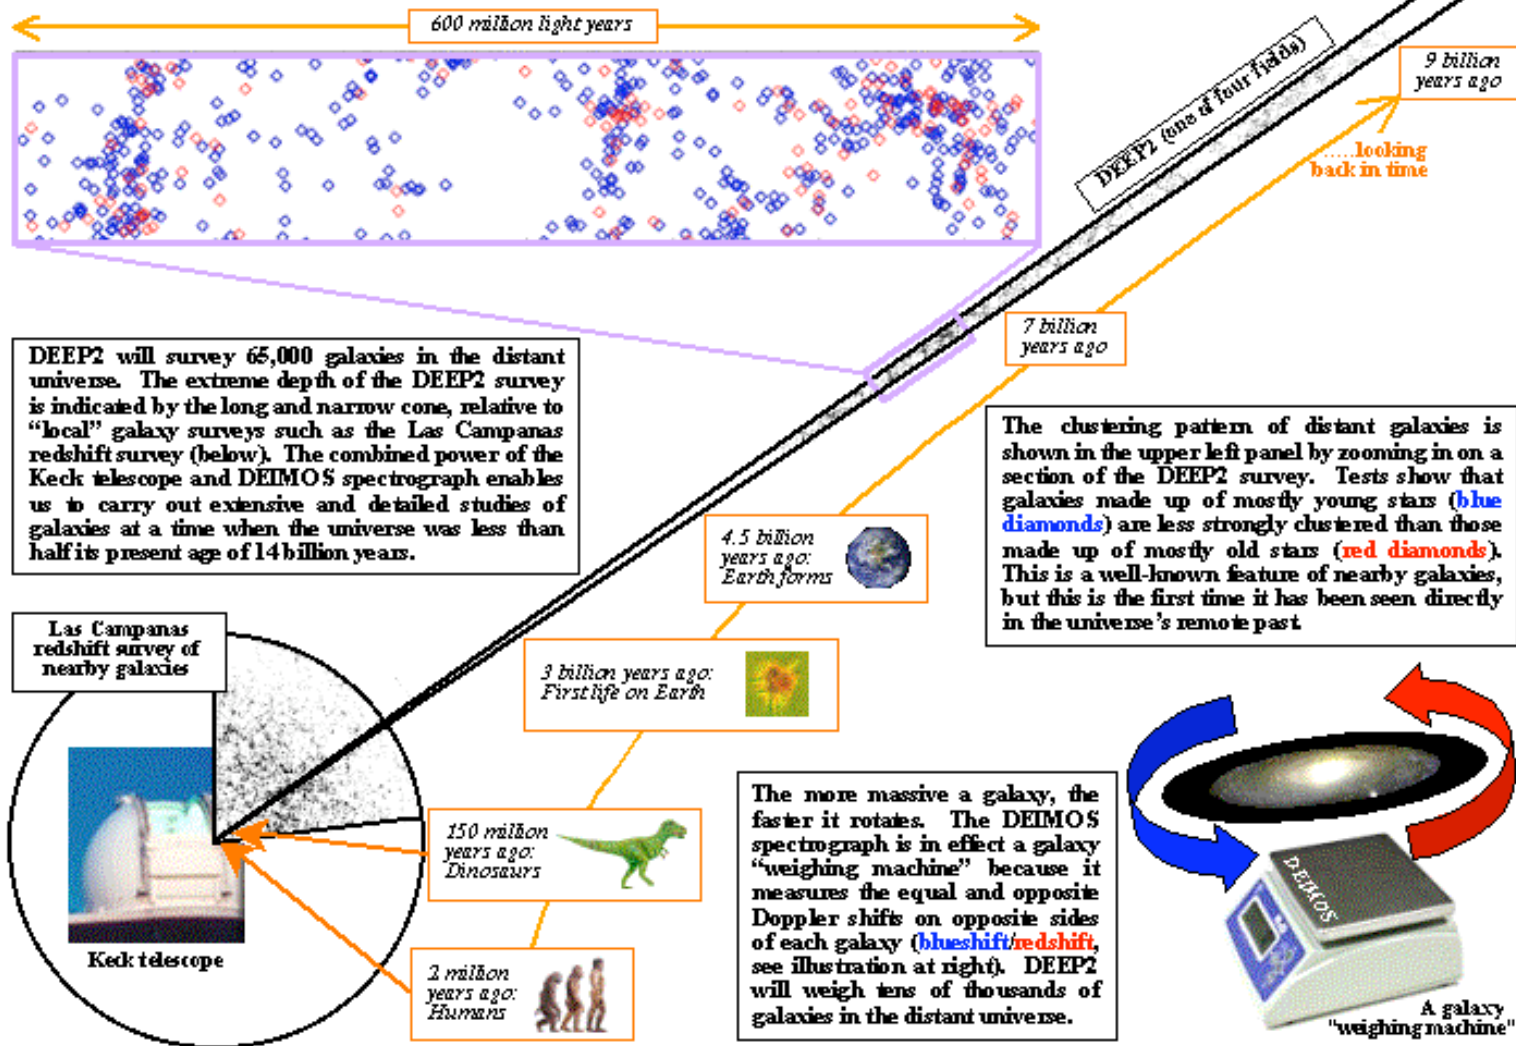 600 million light years
DEEP2 (one of four fields)
9 billion
years ago
.....looking
back in time
7 billion
years ago
DEEP2 will survey 65,000 galaxies in the distant
universe. The extreme depth of the DEEP2 survey
is indicated by the long and narrow cone, relative to
“local” galaxy surveys such as the Las Campanas
redshift survey (below). The combined power of the
Keck telescope and DEIMOS spectrograph enables
us to carry out extensive and detailed studies of
galaxies at a time when the universe was less than
half its present age of 14 billion years.
The clustering pattern of distant galaxies is
shown in the upper left panel by zooming in on a
section of the DEEP2 survey. Tests show that
galaxies made up of mostly young stars (blue
diamonds) are less strongly clustered than those
made up of mostly old stars (red diamonds).
This is a well-known feature of nearby galaxies,
but this is the first time it has been seen directly
in the universe’s remote past.
4.5 billion
years ago:
Earth forms
Las Campanas
redshift survey of
nearby galaxies
3 billion years ago:
First life on Earth
150 million
years ago:
Dinosaurs
Keck telescope
2 million
years ago:
Humans
The more massive a galaxy, the
faster it rotates. The DEIMOS
spectrograph is in effect a galaxy
“weighing machine” because it
measures the equal and opposite
Doppler shifts on opposite sides
of each galaxy (blueshift/redshift,
see illustration at right). DEEP2
will weigh tens of thousands of
galaxies in the distant universe.
DEIMOS
A galaxy
"weighing machine"